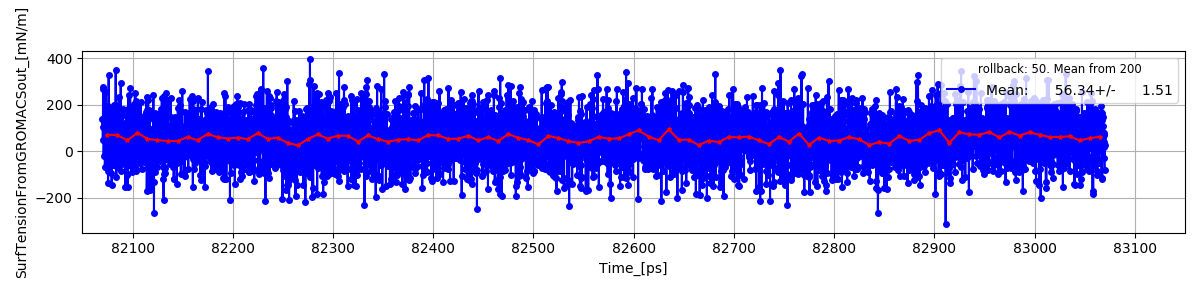 SurfTensionFromGROMACSout_[mN/m]
400
200
0
−200
rollback: 50. Mean from 200
Mean: 56.34+/- 1.51
82100 82200 82300 82400 82500 82600 82700 82800 82900 83000 83100
Time_[ps]